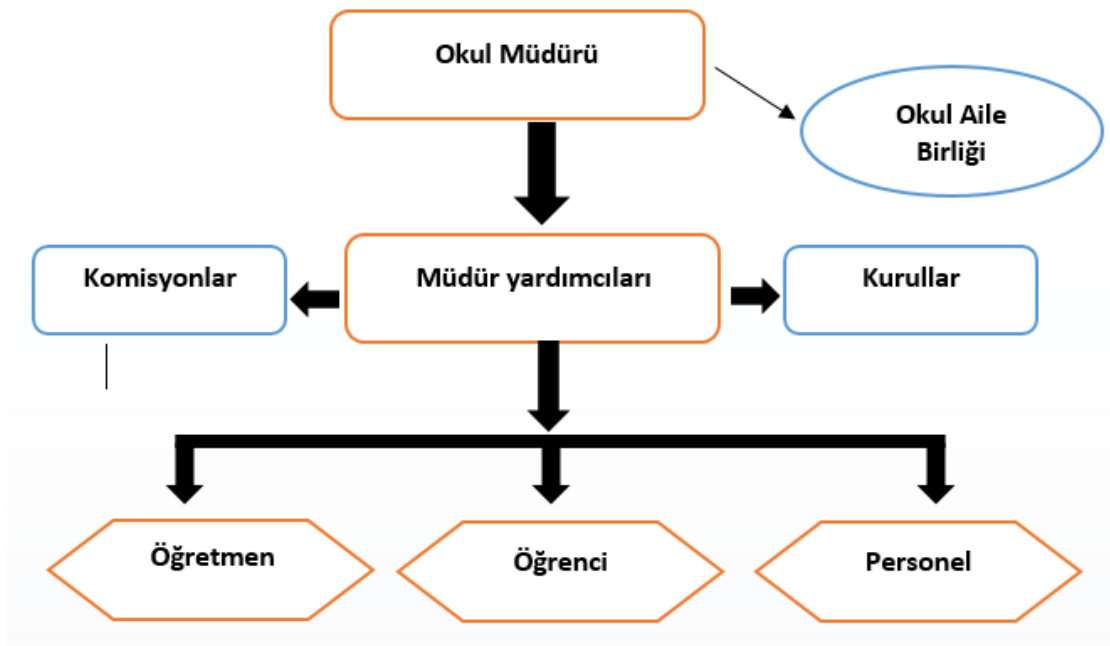 Okul Müdürü
Okul Aile
Birliği
Komisyonlar
Müdür yardımcıları
Kurullar
Öğretmen
Öğrenci
Personel